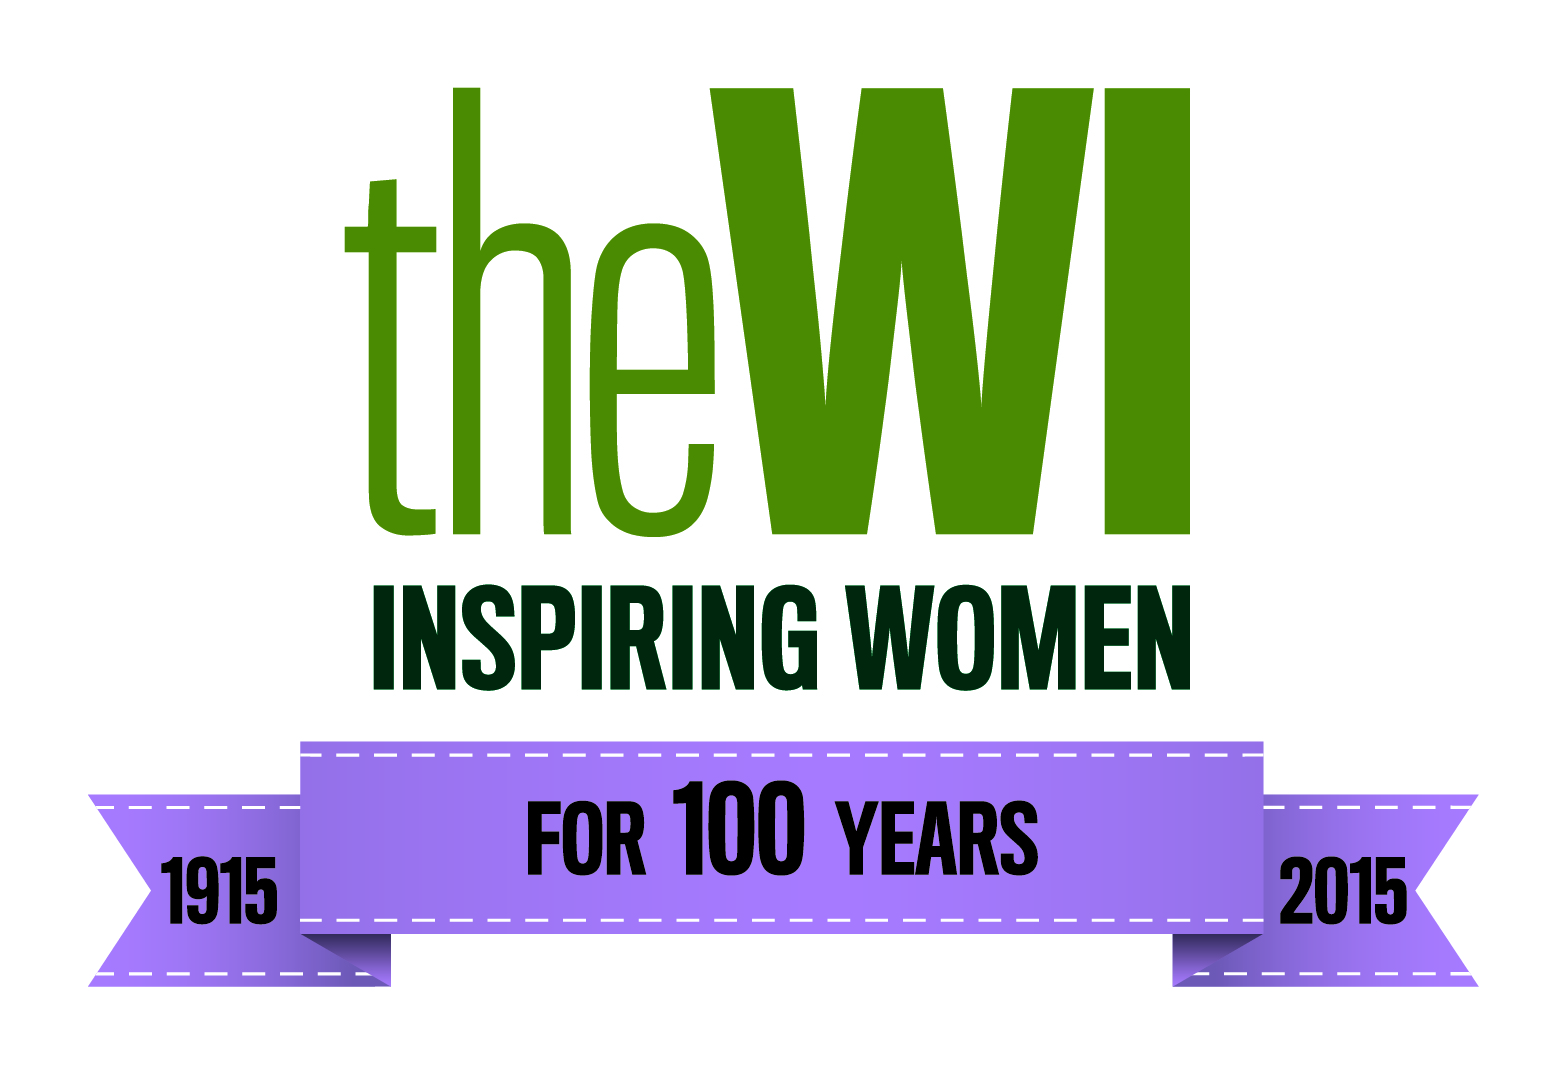 theWI
INSPIRING WOMEN
FOR 100 YEARS
1915
2015